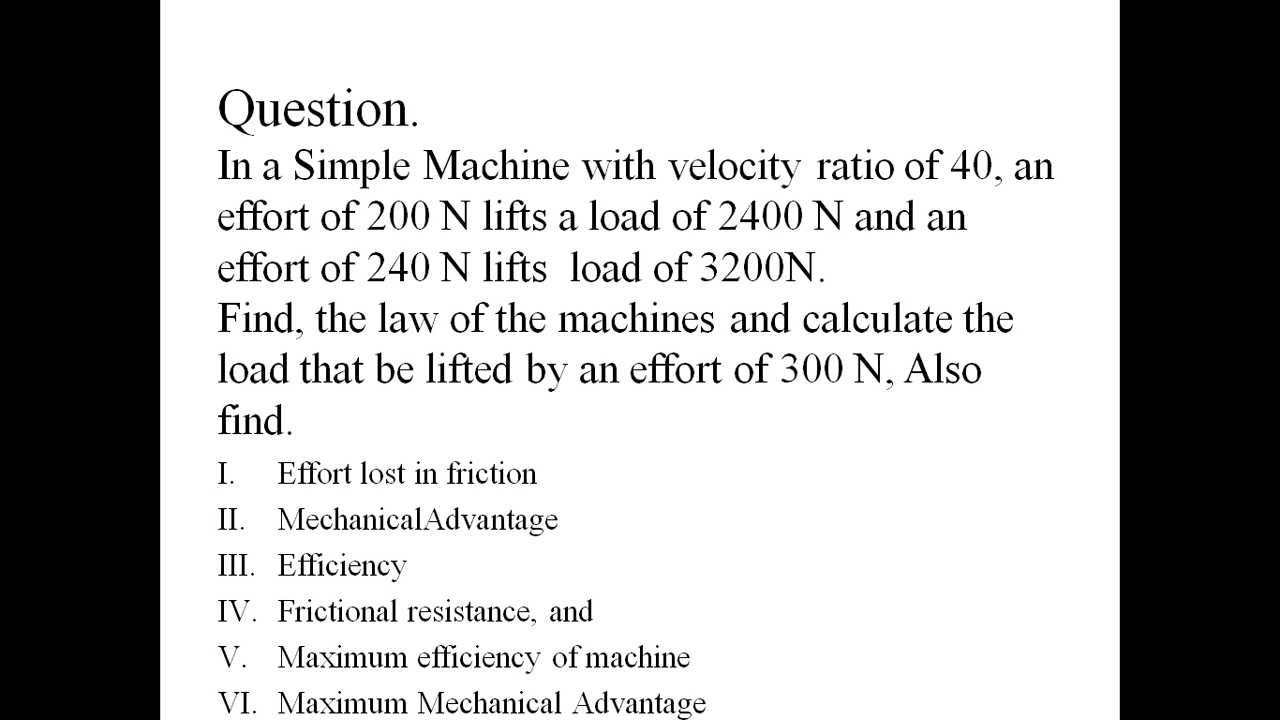 Question.
In a Simple Machine with velocity ratio of 40, an
effort of 200 N lifts a load of 2400 N and an
effort of 240 N lifts load of 3200N.
Find, the law of the machines and calculate the
load that be lifted by an effort of 300 N, Also
find.
I. Effort lost in friction
II. MechanicalAdvantage
III. Efficiency
IV. Frictional resistance, and
V. Maximum efficiency of machine
VI. Maximum Mechanical Advantage